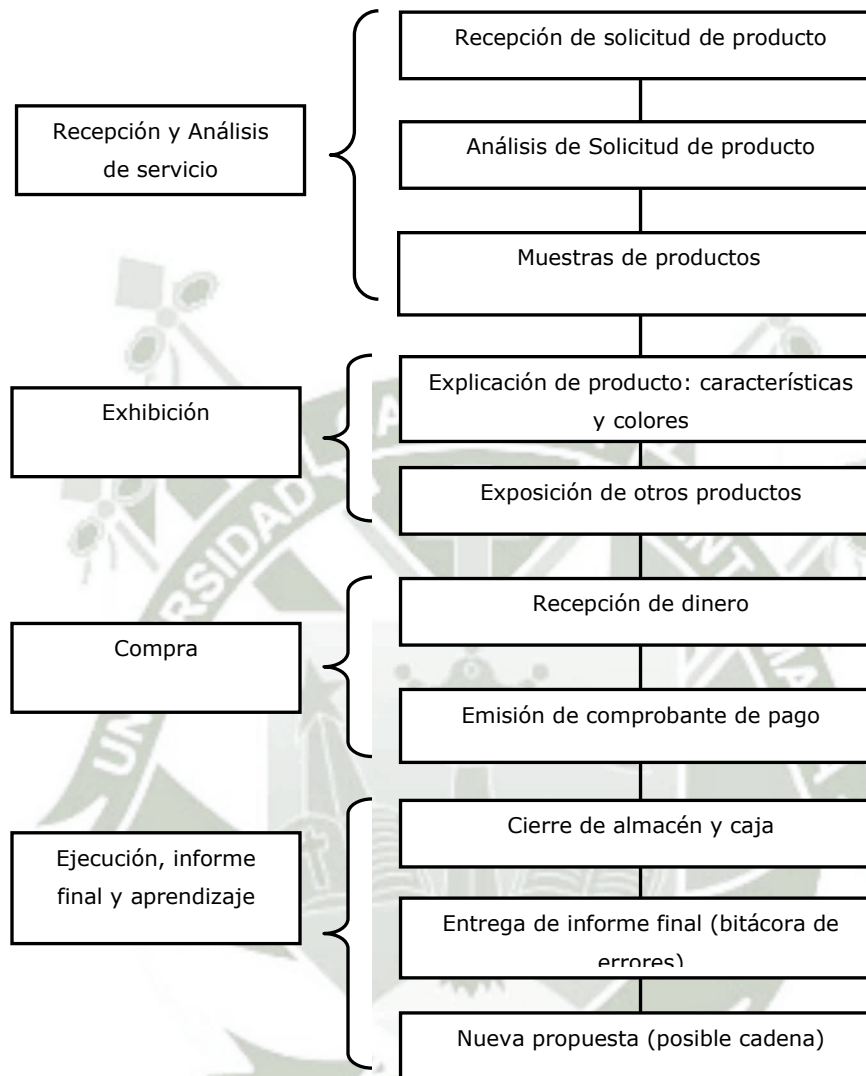 Recepción de solicitud de producto
Recepción y Análisis
de servicio
Análisis de Solicitud de producto
Muestras de productos
Exhibición
Explicación de producto: características
y colores
Exposición de otros productos
Compra
Recepción de dinero
Emisión de comprobante de pago
Ejecución, informe
final y aprendizaje
Cierre de almacén y caja
Entrega de informe final (bitácora de
errores)
Nueva propuesta (posible cadena)